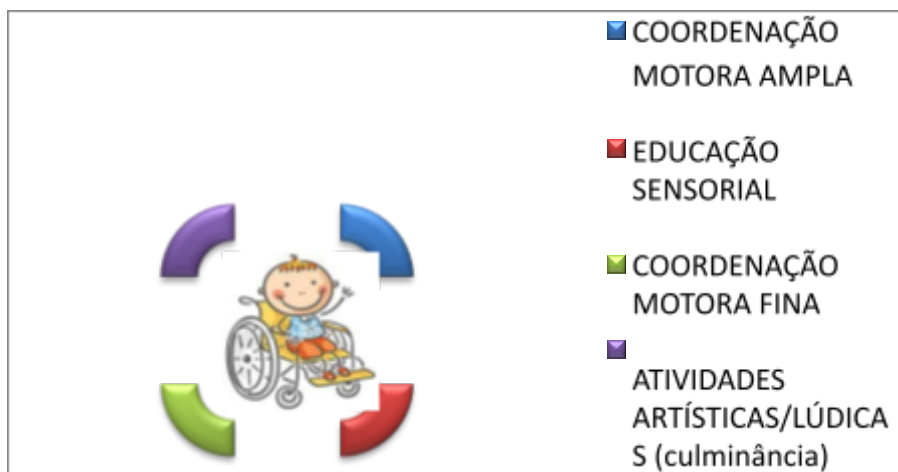 COORDENAÇÃO
MOTORA AMPLA
EDUCAÇÃO
SENSORIAL
COORDENAÇÃO
MOTORA FINA
ATIVIDADES
ARTÍSTICAS/LÚDICA
S (culminância)